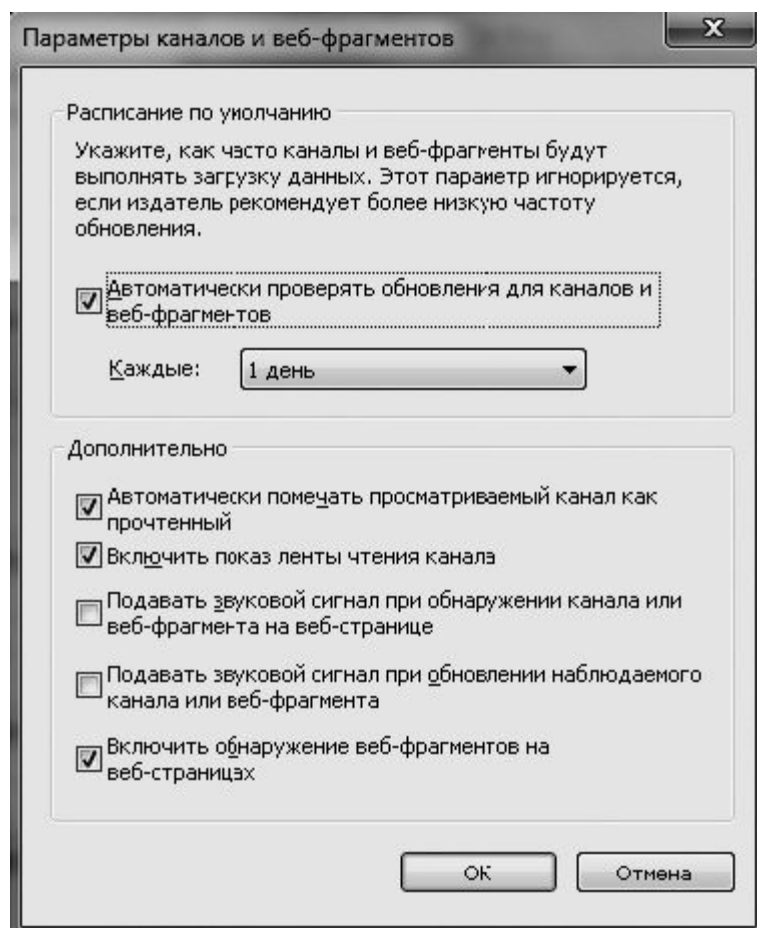 Параметры каналов и веб-фрагментов
Расписание по умолчанию
Укажите, как часто каналы и веб-фрагменты будут
выполнять загрузку данных. Этот параметр игнорируется,
если издатель рекомендует более низкую частоту
обновления.
Автоматически проверять обновления для каналов и
веб-фрагментов
Каждые: 1 день
Дополнительно
Автоматически помечать просматриваемый канал как
прочтенный
Включить показ ленты чтения канала
Подавать звуковой сигнал при обнаружении канала или
веб-фрагмента на веб-странице
Подавать звуковой сигнал при обновлении наблюдаемого
канала или веб-фрагмента
Включить обнаружение веб-фрагментов на
веб-страницах
ОК Отмена